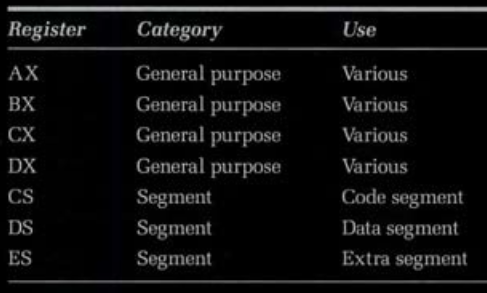 Register Category Use
AX General purpose Various
BX General purpose Various
CX General purpose Various
DX General purpose Various
CS Segment Code segment
DS Segment Data segment
ES Segment Extra segment